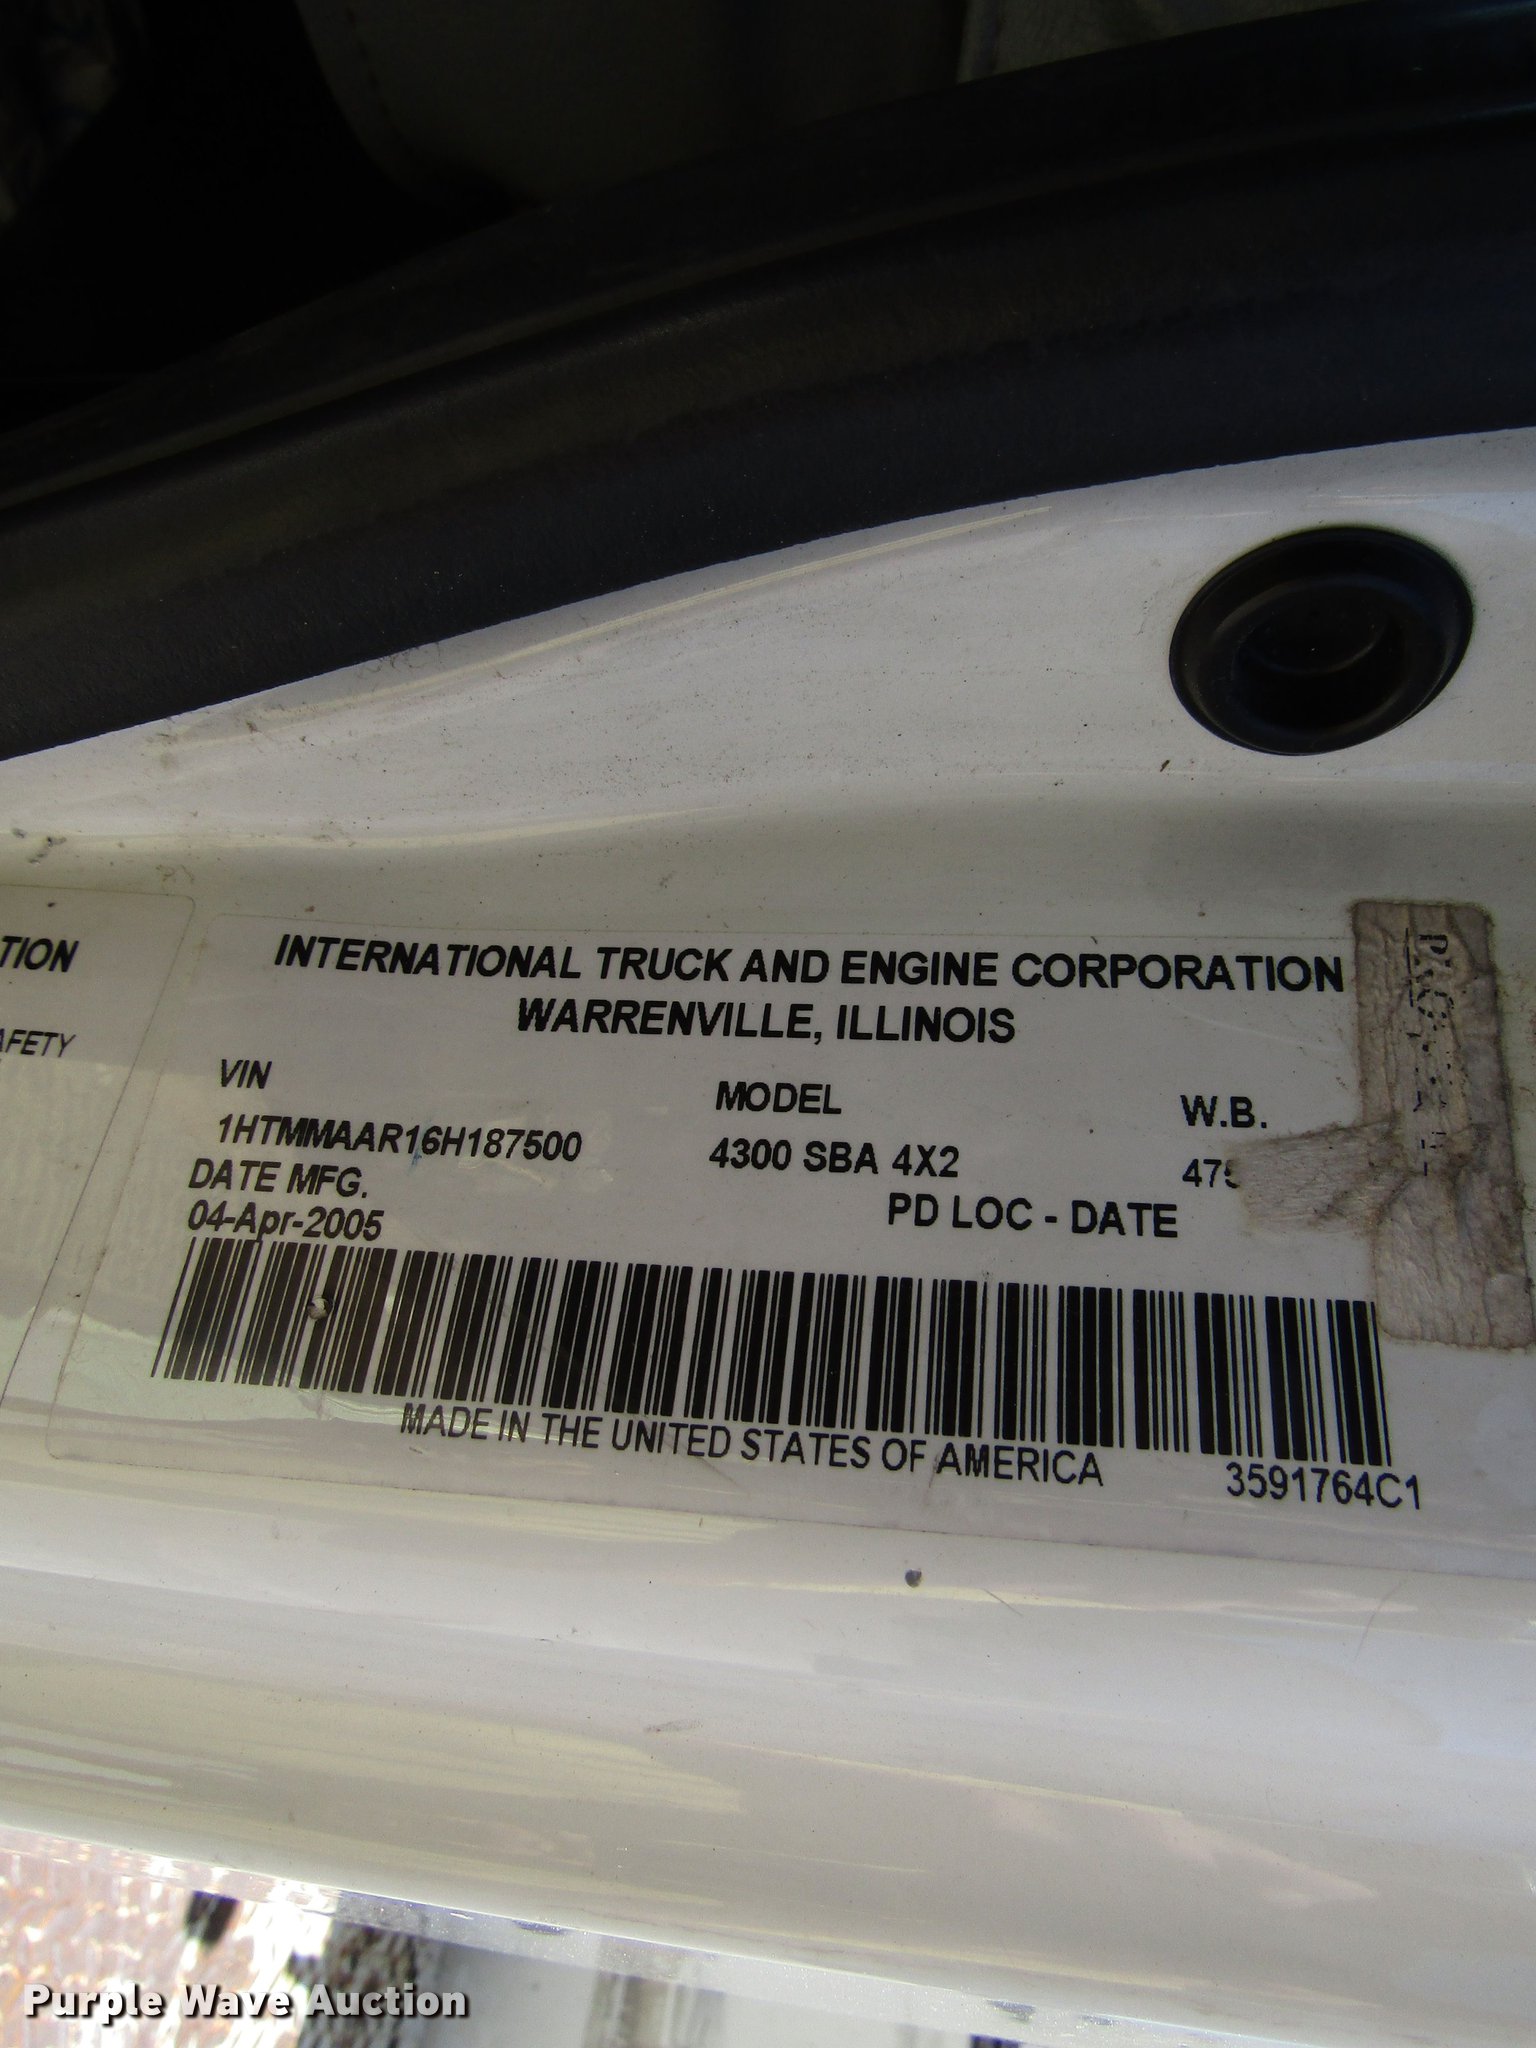 TION
AFETY
INTERNATIONAL TRUCK AND ENGINE CORPORATION
WARRENVILLE, ILLINOIS
VIN MODEL W.B.
1HTMMAAR16H187500 4300 SBA 4X2 475
DATE MFG. PD LOC - DATE
04-Apr-2005
MADE IN THE UNITED STATES OF AMERICA 3591764C1
Purple Wave Auction